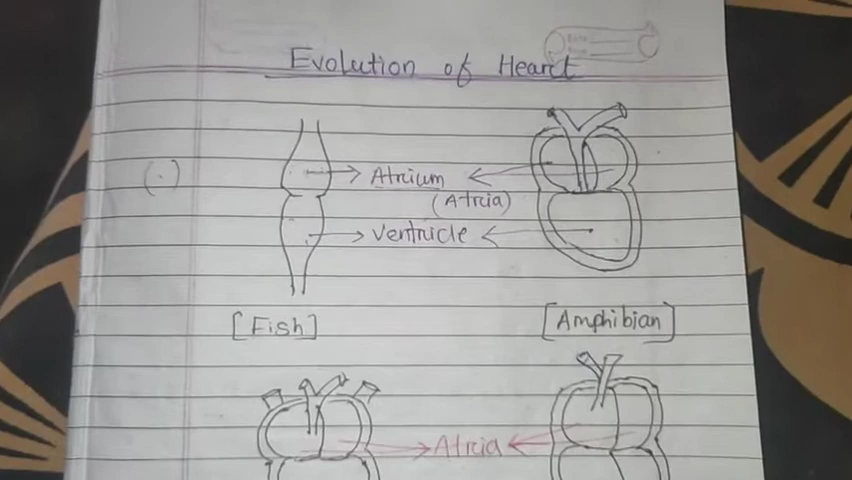 Evolution of Heart
Atrium
(Atria)
Ventricle
[Fish]
[Amphibian]
Atria